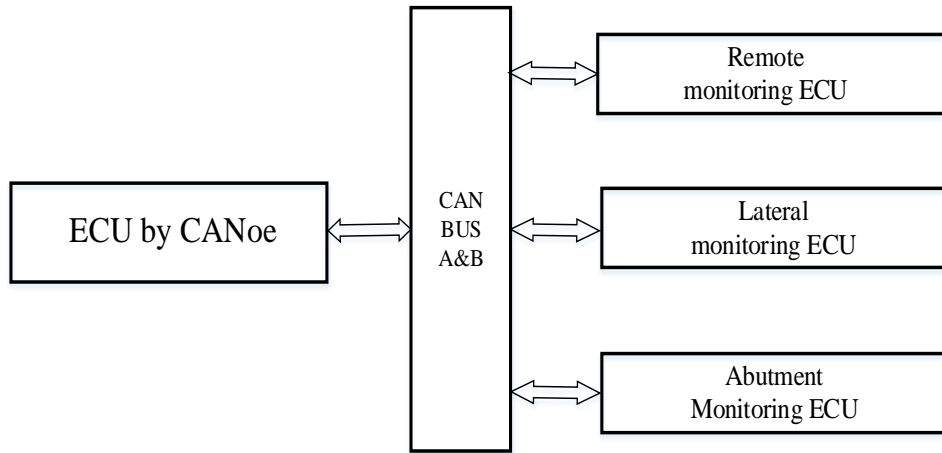 ECU by CANoe
CAN
BUS
A&B
Remote
monitoring ECU
Lateral
monitoring ECU
Abutment
Monitoring ECU